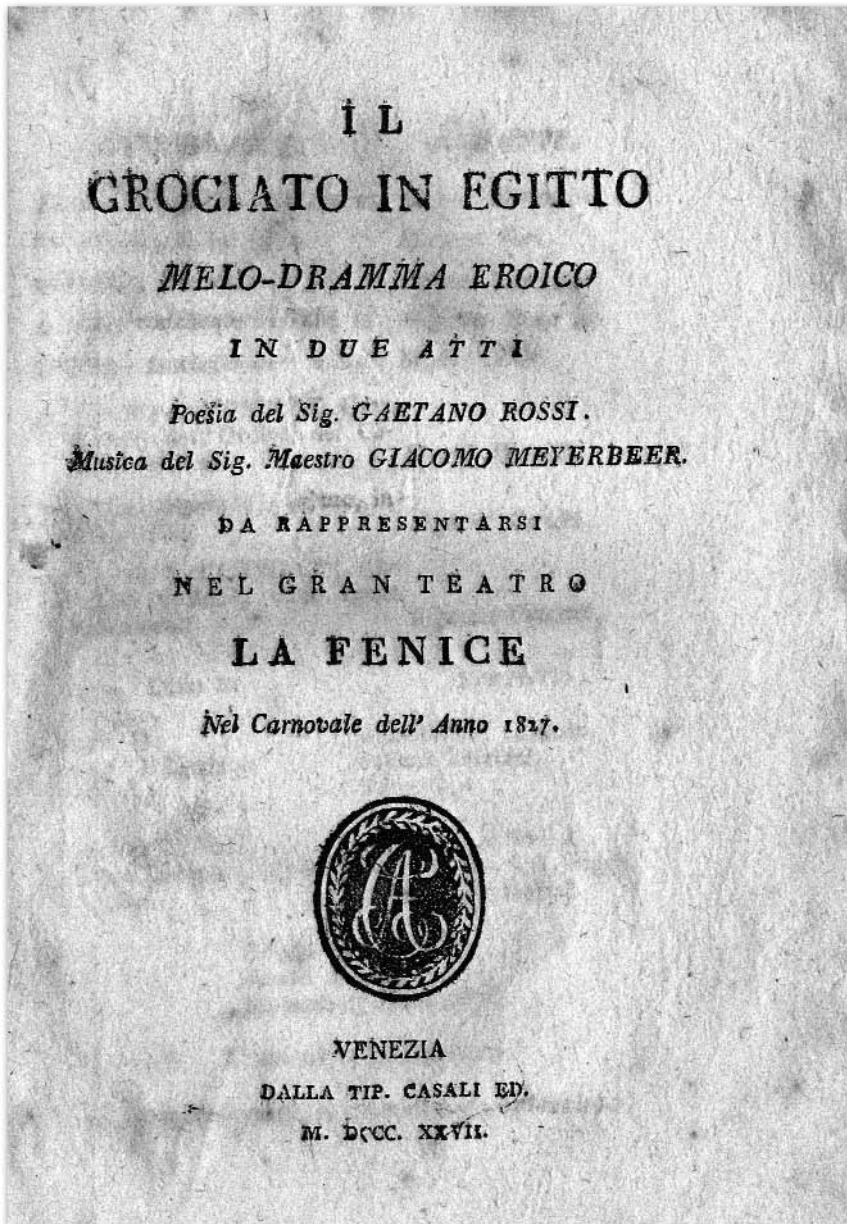 IL
CROCIATO IN EGITTO
MELO-DRAMMA EROICO
IN DUE ATTI
Poesia del Sig. GAETANO ROSSI.
Musica del Sig. Maestro GIACOMO MEYERBEER.
DA RAPPRESENTARSI
NEL GRAN TEATRO
LA FENICE
Nel Carnovale dell' Anno 1827.
AC
VENEZIA
DALLA TIP. CASALI ED.
M. DCCC. XXVII.